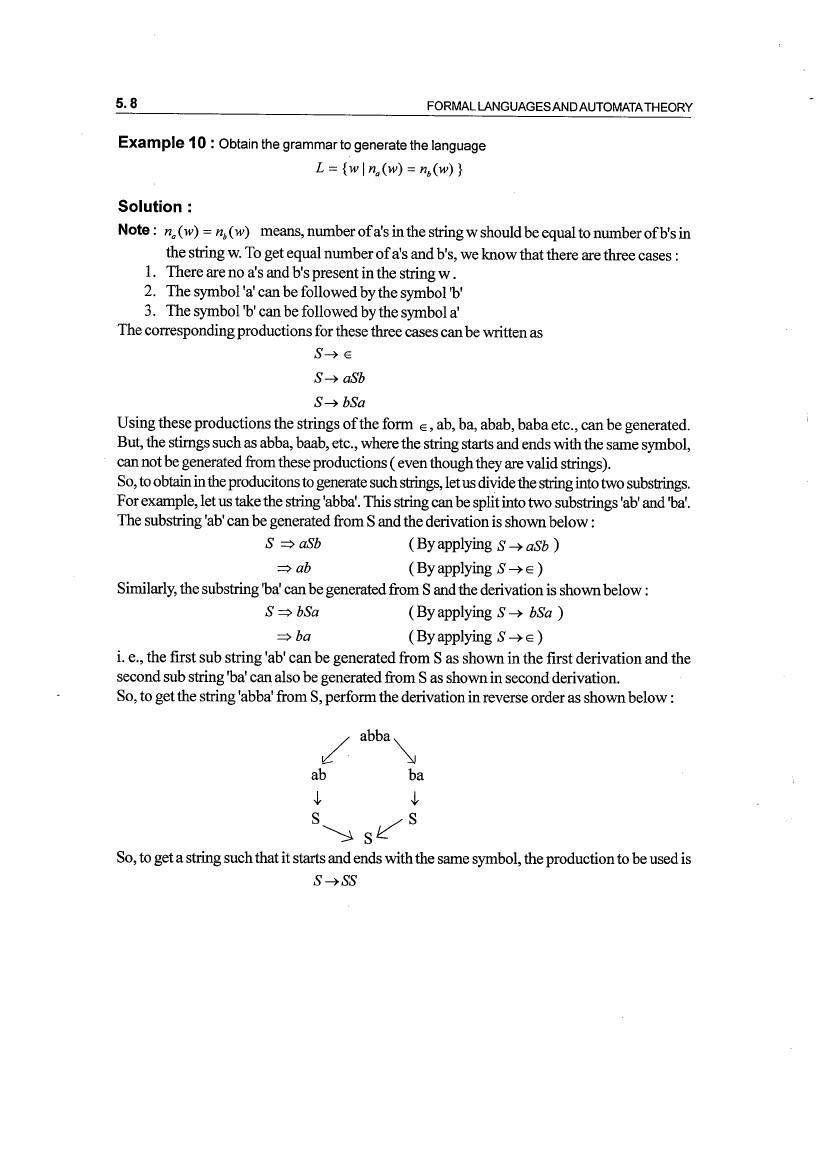 5. 8 FORMAL LANGUAGES AND AUTOMATA THEORY
Example 10 : Obtain the grammar to generate the language
L = {w | nₐ(w) = n_b(w) }
Solution :
Note : nₐ(w) = n_b(w) means, number of a's in the string w should be equal to number of b's in
the string w. To get equal number of a's and b's, we know that there are three cases :
1. There are no a's and b's present in the string w .
2. The symbol 'a' can be followed by the symbol 'b'
3. The symbol 'b' can be followed by the symbol a'
The corresponding productions for these three cases can be written as
S→ ∈
S→ aSb
S→ bSa
Using these productions the strings of the form ∈ , ab, ba, abab, baba etc., can be generated.
But, the stirngs such as abba, baab, etc., where the string starts and ends with the same symbol,
can not be generated from these productions ( even though they are valid strings).
So, to obtain in the producitons to generate such strings, let us divide the string into two substrings.
For example, let us take the string 'abba'. This string can be split into two substrings 'ab' and 'ba'.
The substring 'ab' can be generated from S and the derivation is shown below :
S ⇒ aSb ( By applying S → aSb )
⇒ ab ( By applying S →∈ )
Similarly, the substring 'ba' can be generated from S and the derivation is shown below :
S ⇒ bSa ( By applying S → bSa )
⇒ ba ( By applying S →∈ )
i. e., the first sub string 'ab' can be generated from S as shown in the first derivation and the
second sub string 'ba' can also be generated from S as shown in second derivation.
So, to get the string 'abba' from S, perform the derivation in reverse order as shown below :
abba
ab ba
↓ ↓
S S
S
So, to get a string such that it starts and ends with the same symbol, the production to be used is
S →SS